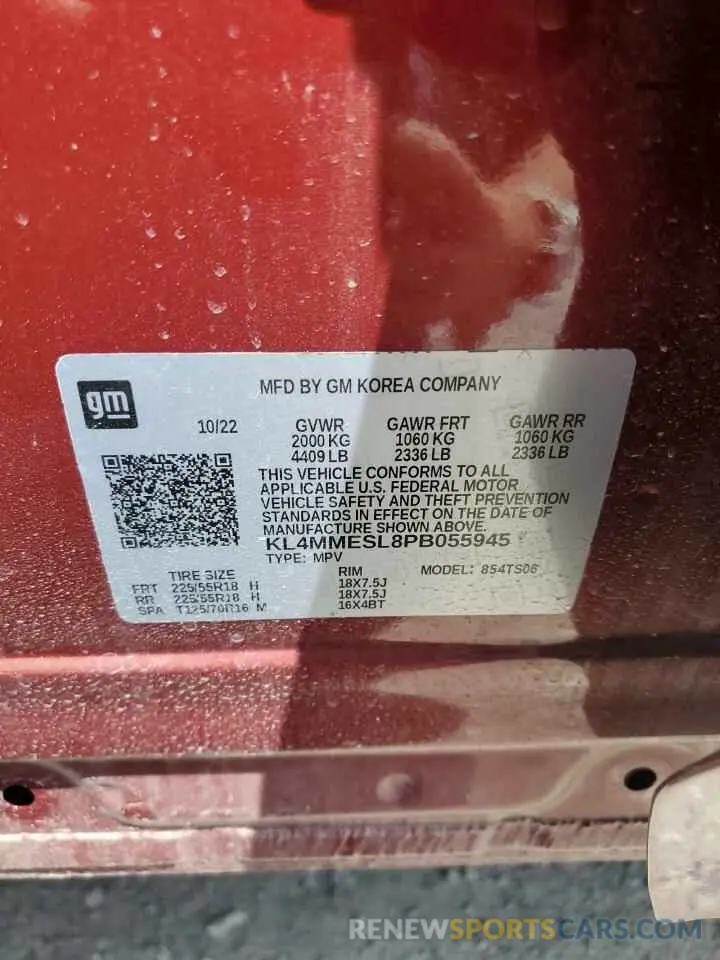 gm
MFD BY GM KOREA COMPANY
10/22 GVWR GAWR FRT GAWR RR
2000 KG 1060 KG 1060 KG
4409 LB 2336 LB 2336 LB
THIS VEHICLE CONFORMS TO ALL
APPLICABLE U.S. FEDERAL MOTOR
VEHICLE SAFETY AND THEFT PREVENTION
STANDARDS IN EFFECT ON THE DATE OF
MANUFACTURE SHOWN ABOVE.
KL4MMESL8PB055945
TYPE: MPV
TIRE SIZE RIM MODEL: 854TS06
FRT 225/55R18 H 18X7.5J
RR 225/55R18 H 18X7.5J
SPA T125/70R16 M 16X4BT
RENEWSPORTSCARS.COM